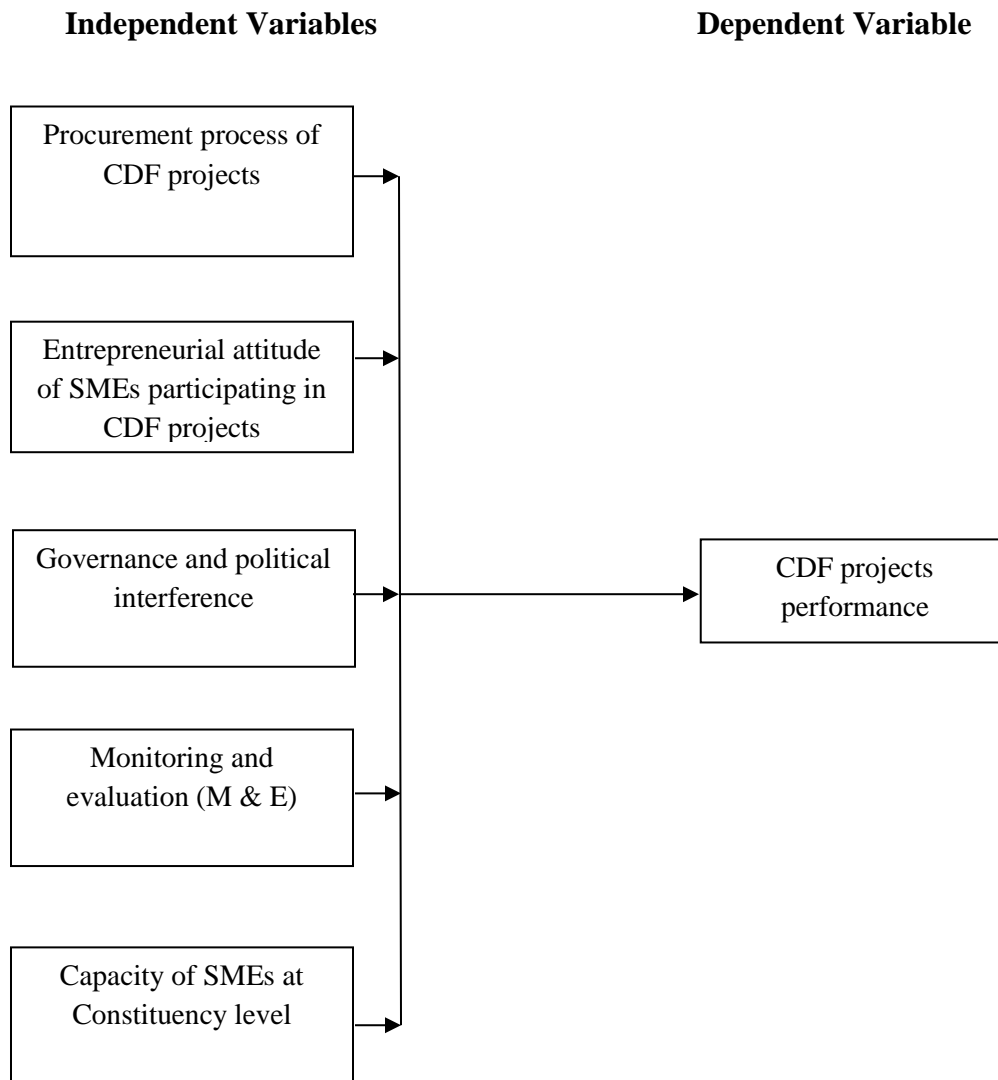 Independent Variables
Dependent Variable
Procurement process of
CDF projects
Entrepreneurial attitude
of SMEs participating in
CDF projects
Governance and political
interference
CDF projects
performance
Monitoring and
evaluation (M & E)
Capacity of SMEs at
Constituency level